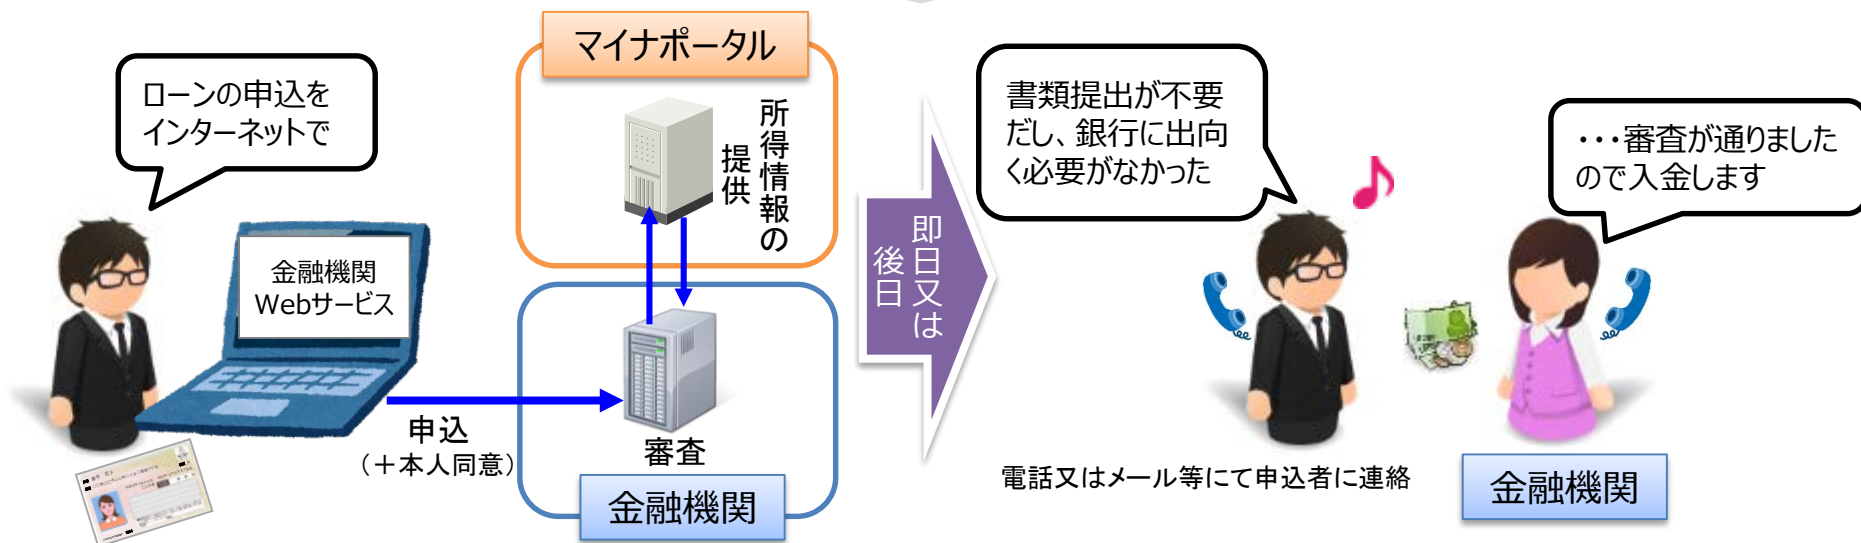 ローンの申込を
インターネットで
金融機関
Webサービス
申込
（＋本人同意）
マイナポータル
所得情報の
提供
審査
金融機関
即日又は
後日
書類提出が不要
だし、銀行に出向
く必要がなかった
・・・審査が通りました
ので入金します
電話又はメール等にて申込者に連絡
金融機関